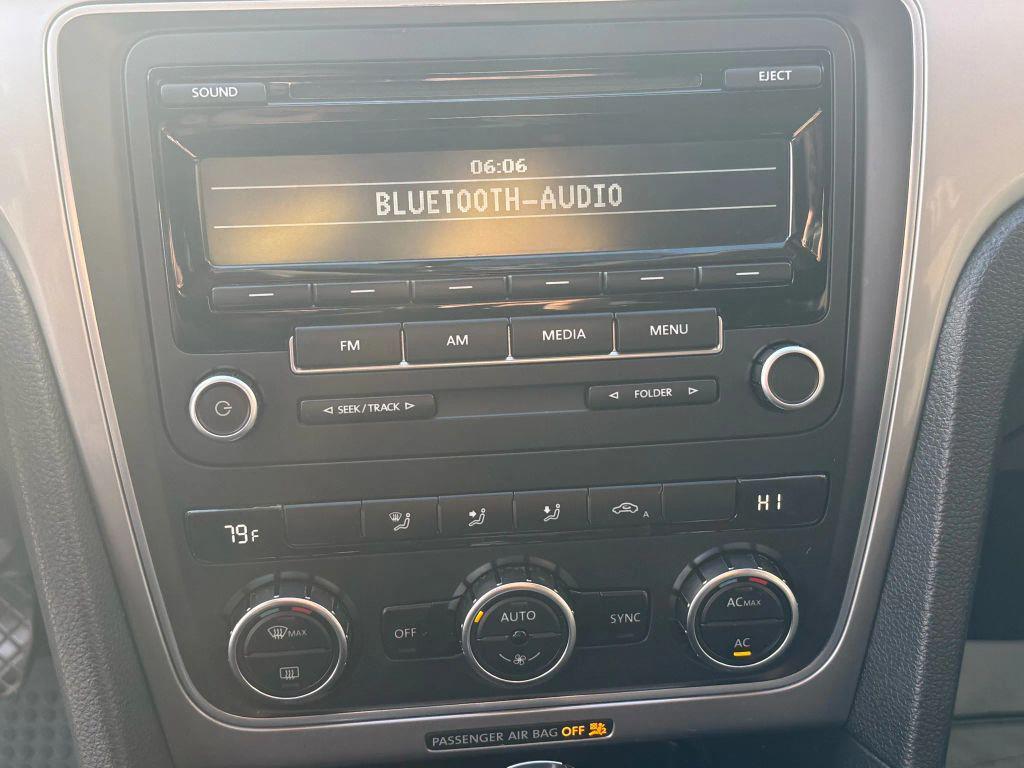 SOUND
EJECT
06:06
BLUETOOTH-AUDIO
FM AM MEDIA MENU
SEEK/TRACK FOLDER
79F
A
HI
MAX
OFF
AUTO
SYNC
ACMAX
AC
PASSENGER AIR BAG OFF